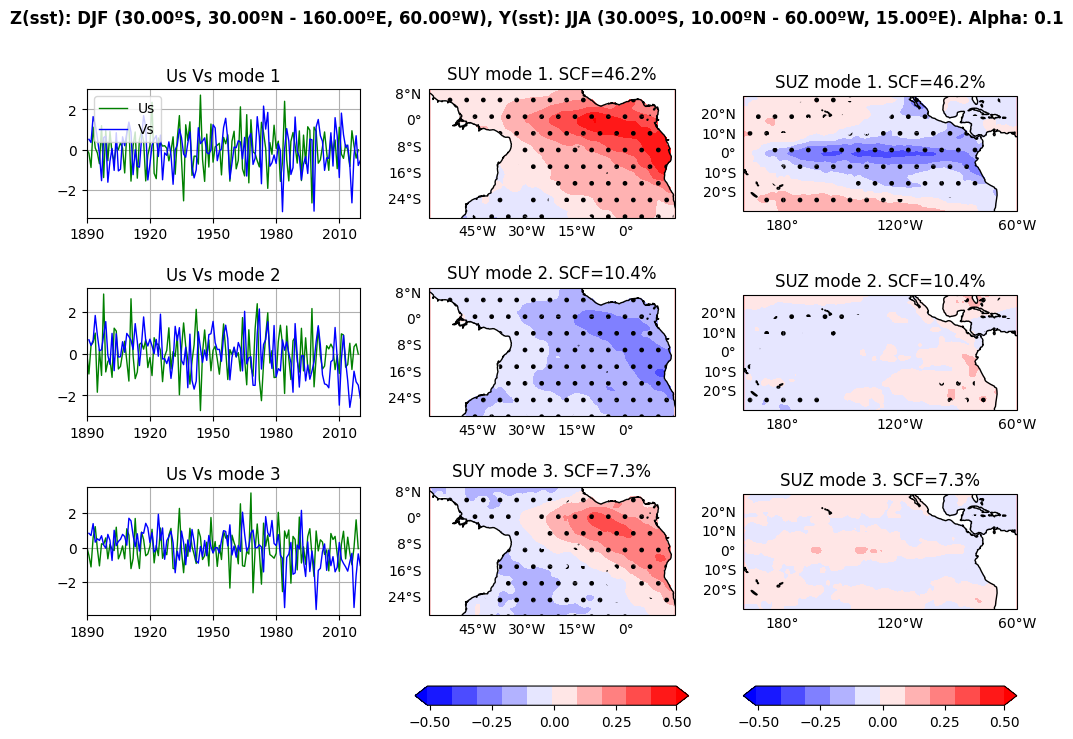 Z(sst): DJF (30.00ºS, 30.00ºN - 160.00ºE, 60.00ºW), Y(sst): JJA (30.00ºS, 10.00ºN - 60.00ºW, 15.00ºE). Alpha: 0.1
Us Vs mode 1
Us
Vs
2
0
−2
1890 1920 1950 1980 2010
SUY mode 1. SCF=46.2%
8°N
0°
8°S
16°S
24°S
45°W 30°W 15°W 0°
SUZ mode 1. SCF=46.2%
20°N
10°N
0°
10°S
20°S
180° 120°W 60°W
Us Vs mode 2
2
0
−2
1890 1920 1950 1980 2010
SUY mode 2. SCF=10.4%
8°N
0°
8°S
16°S
24°S
45°W 30°W 15°W 0°
SUZ mode 2. SCF=10.4%
20°N
10°N
0°
10°S
20°S
180° 120°W 60°W
Us Vs mode 3
2
0
−2
1890 1920 1950 1980 2010
SUY mode 3. SCF=7.3%
8°N
0°
8°S
16°S
24°S
45°W 30°W 15°W 0°
SUZ mode 3. SCF=7.3%
20°N
10°N
0°
10°S
20°S
180° 120°W 60°W
−0.50 −0.25 0.00 0.25 0.50
−0.50 −0.25 0.00 0.25 0.50